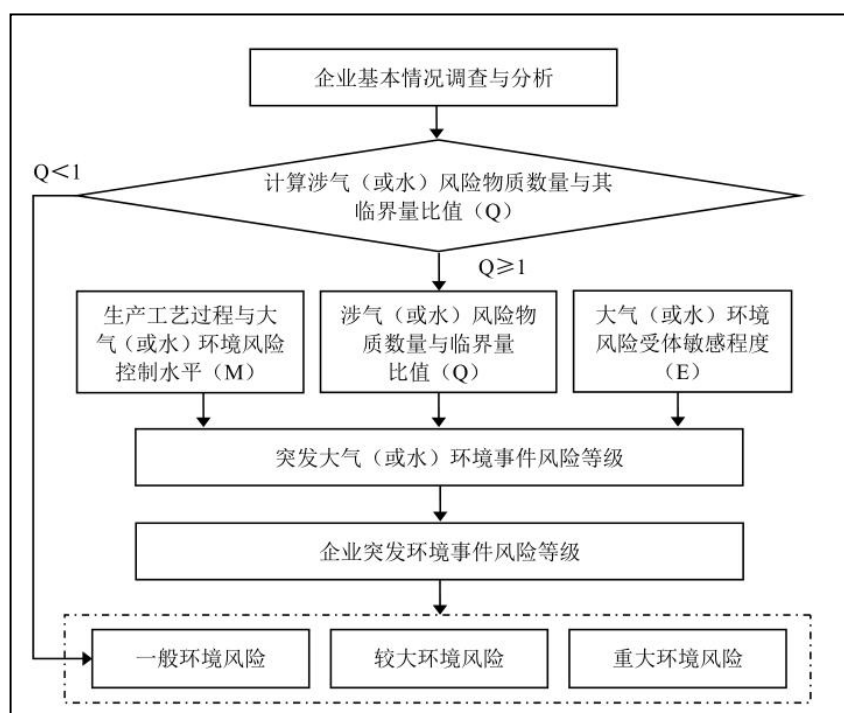 企业基本情况调查与分析
Q＜1
计算涉气（或水）风险物质数量与其
临界量比值（Q）
Q≥1
生产工艺过程与大
气（或水）环境风险
控制水平（M）
涉气（或水）风险物
质数量与临界量
比值（Q）
大气（或水）环境
风险受体敏感程度
（E）
突发大气（或水）环境事件风险等级
企业突发环境事件风险等级
一般环境风险
较大环境风险
重大环境风险